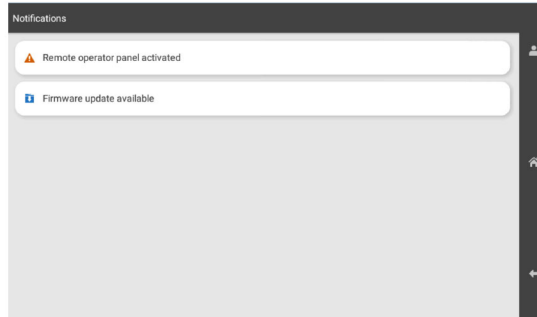 Notifications
Remote operator panel activated
Firmware update available